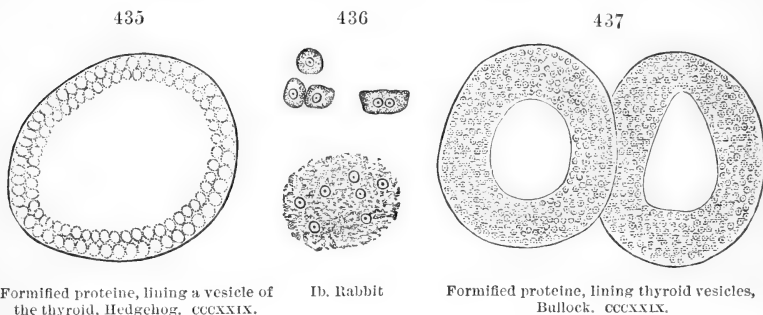 435
436
437
Formified proteine, lining a vesicle of
the thyroid, Hedgehog. CCCXXIX.
Ib. Rabbit
Formified proteine, lining thyroid vesicles,
Bullock. CCCXXIX.